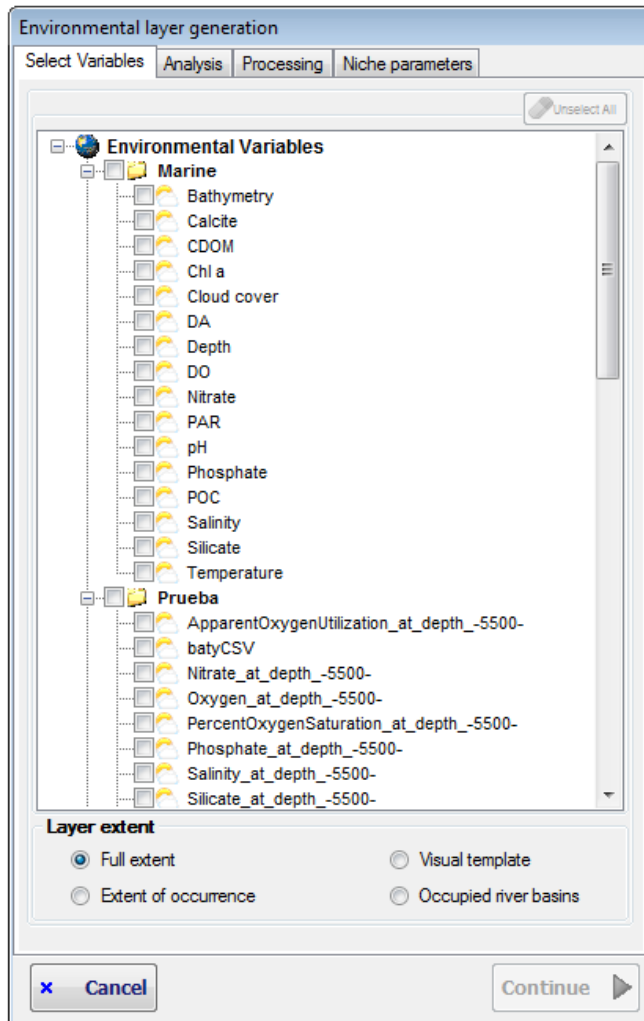 Environmental layer generation
Select Variables Analysis Processing Niche parameters
Unselect All
Environmental Variables
Marine
Bathymetry
Calcite
CDOM
Chl a
Cloud cover
DA
Depth
DO
Nitrate
PAR
pH
Phosphate
POC
Salinity
Silicate
Temperature
Prueba
ApparentOxygenUtilization_at_depth_-5500-
batyCSV
Nitrate_at_depth_-5500-
Oxygen_at_depth_-5500-
PercentOxygenSaturation_at_depth_-5500-
Phosphate_at_depth_-5500-
Salinity_at_depth_-5500-
Silicate_at_depth_-5500-
Layer extent
Full extent Visual template
Extent of occurrence Occupied river basins
Cancel Continue